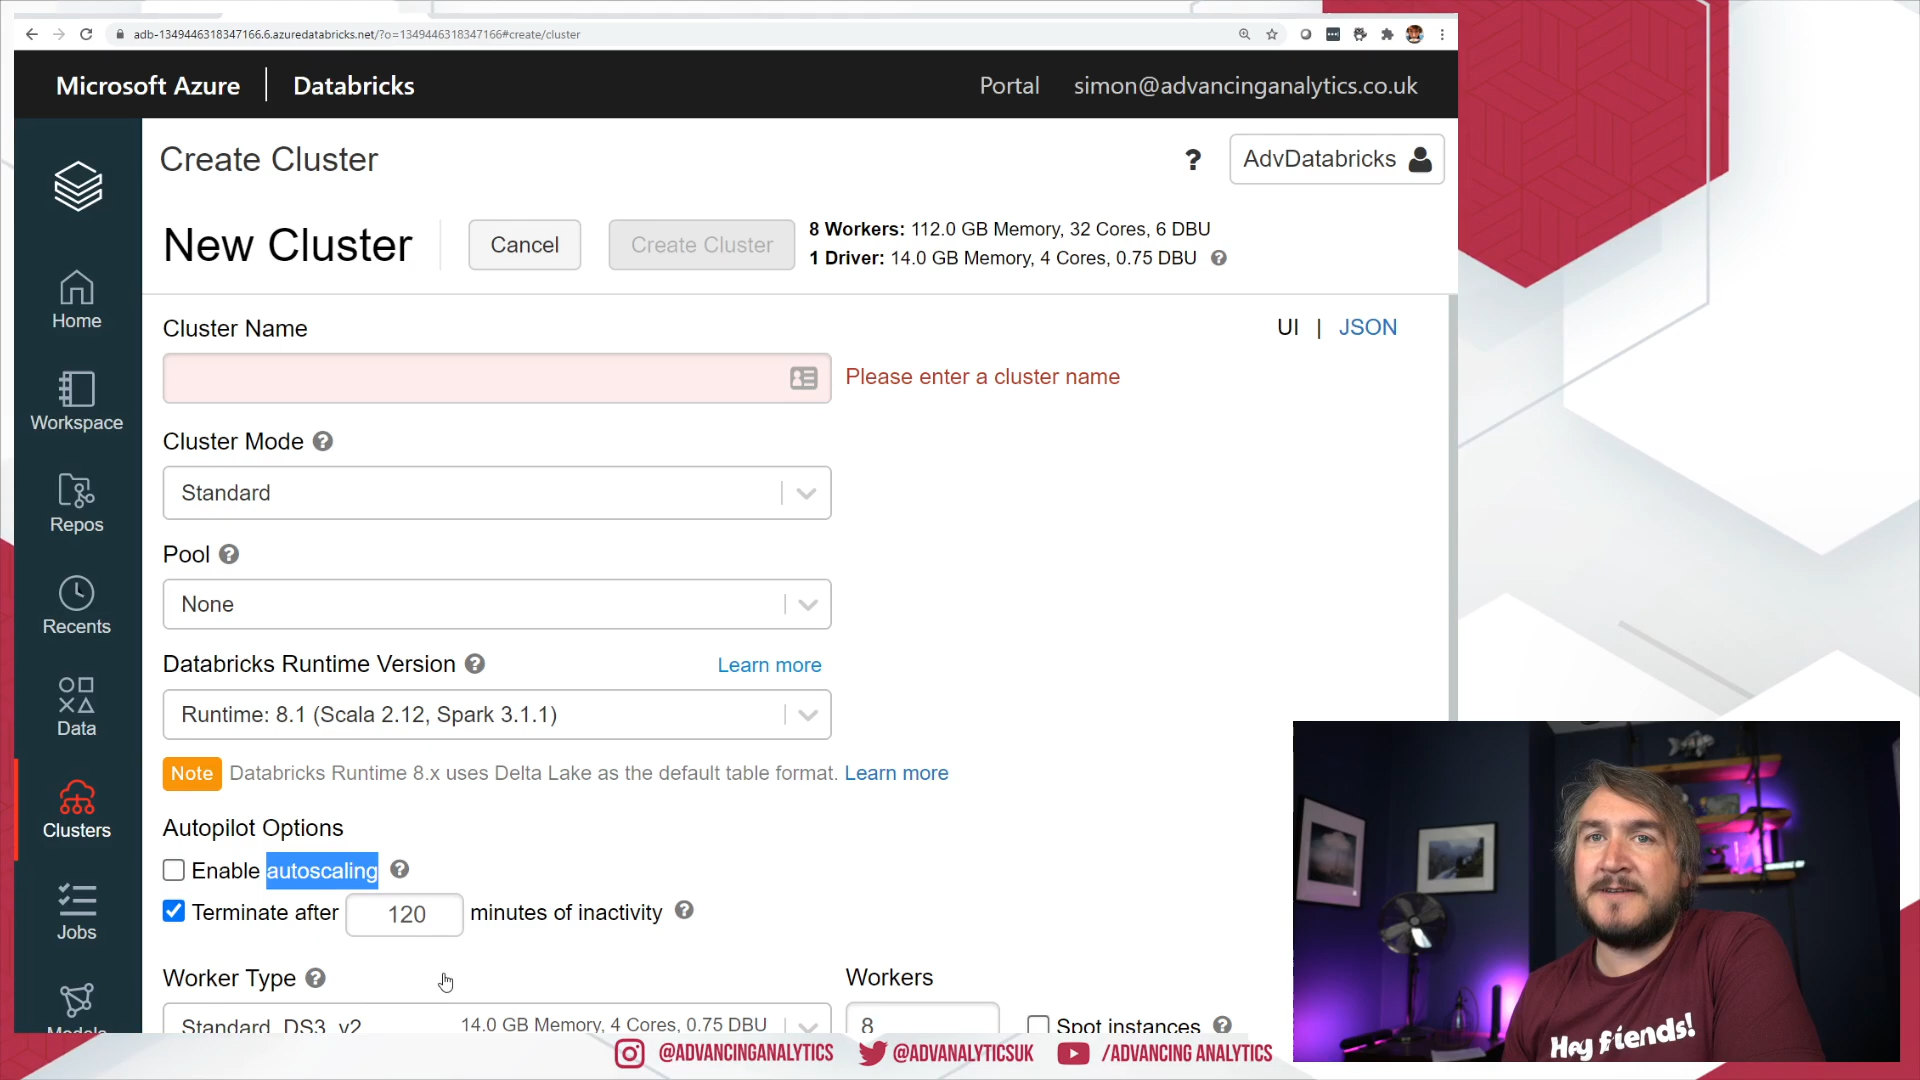 adb-1349446318347166.6.azuredatabricks.net/?o=1349446318347166#create/cluster
Microsoft Azure | Databricks
Portal
simon@advancinganalytics.co.uk
Create Cluster
?
AdvDatabricks
New Cluster
Cancel
Create Cluster
8 Workers: 112.0 GB Memory, 32 Cores, 6 DBU
1 Driver: 14.0 GB Memory, 4 Cores, 0.75 DBU ?
Home
Workspace
Repos
Recents
Data
Clusters
Jobs
Models
Cluster Name
UI | JSON
Please enter a cluster name
Cluster Mode ?
Standard
Pool ?
None
Databricks Runtime Version ?
Learn more
Runtime: 8.1 (Scala 2.12, Spark 3.1.1)
Note Databricks Runtime 8.x uses Delta Lake as the default table format. Learn more
Autopilot Options
Enable autoscaling ?
Terminate after 120 minutes of inactivity ?
Worker Type ?
Workers
Standard_DS3_v2 14.0 GB Memory, 4 Cores, 0.75 DBU
8
Spot instances ?
Hey friends!
@ADVANCINGANALYTICS
@ADVANALYTICSUK
/ADVANCING ANALYTICS